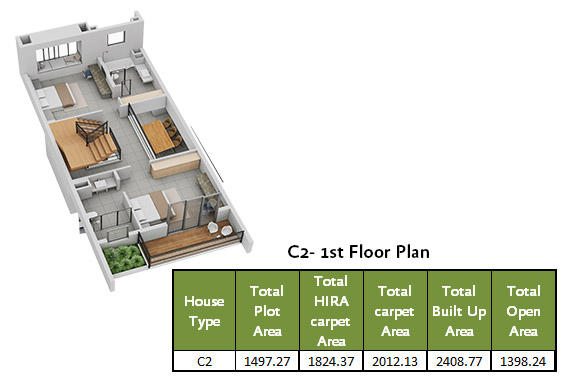 C2- 1st Floor Plan
House Type | Total Plot Area | Total HIRA carpet Area | Total carpet Area | Total Built Up Area | Total Open Area
C2 | 1497.27 | 1824.37 | 2012.13 | 2408.77 | 1398.24